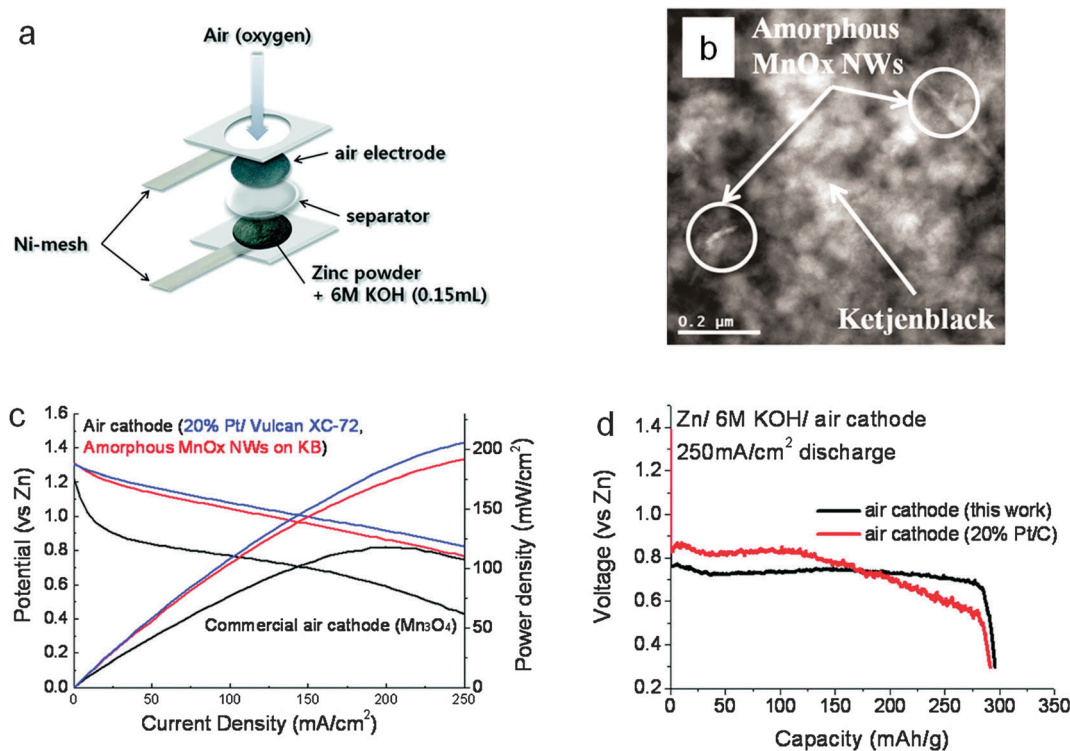 a
Air (oxygen)
air electrode
separator
Ni-mesh
Zinc powder
+ 6M KOH (0.15mL)
b
Amorphous
MnOx NWs
Ketjenblack
0.2 µm
c
Air cathode (20% Pt/ Vulcan XC-72,
Amorphous MnOx NWs on KB)
Commercial air cathode (Mn₃O₄)
Potential (vs Zn)
1.6
1.4
1.2
1.0
0.8
0.6
0.4
0.2
0.0
Power density (mW/cm²)
200
150
100
50
0
0
50
100
150
200
250
Current Density (mA/cm²)
d
Zn/ 6M KOH/ air cathode
250mA/cm² discharge
air cathode (this work)
air cathode (20% Pt/C)
Voltage (vs Zn)
1.4
1.2
1.0
0.8
0.6
0.4
0.2
0
50
100
150
200
250
300
350
Capacity (mAh/g)